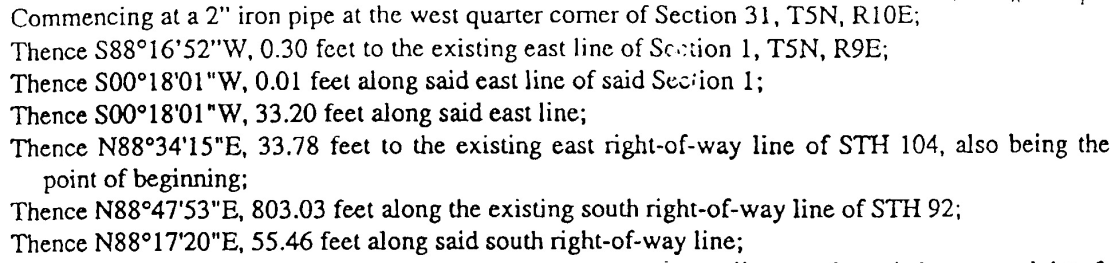 Commencing at a 2" iron pipe at the west quarter corner of Section 31, T5N, R10E;
Thence S88°16'52"W, 0.30 feet to the existing east line of Section 1, T5N, R9E;
Thence S00°18'01"W, 0.01 feet along said east line of said Section 1;
Thence S00°18'01"W, 33.20 feet along said east line;
Thence N88°34'15"E, 33.78 feet to the existing east right-of-way line of STH 104, also being the
point of beginning;
Thence N88°47'53"E, 803.03 feet along the existing south right-of-way line of STH 92;
Thence N88°17'20"E, 55.46 feet along said south right-of-way line;